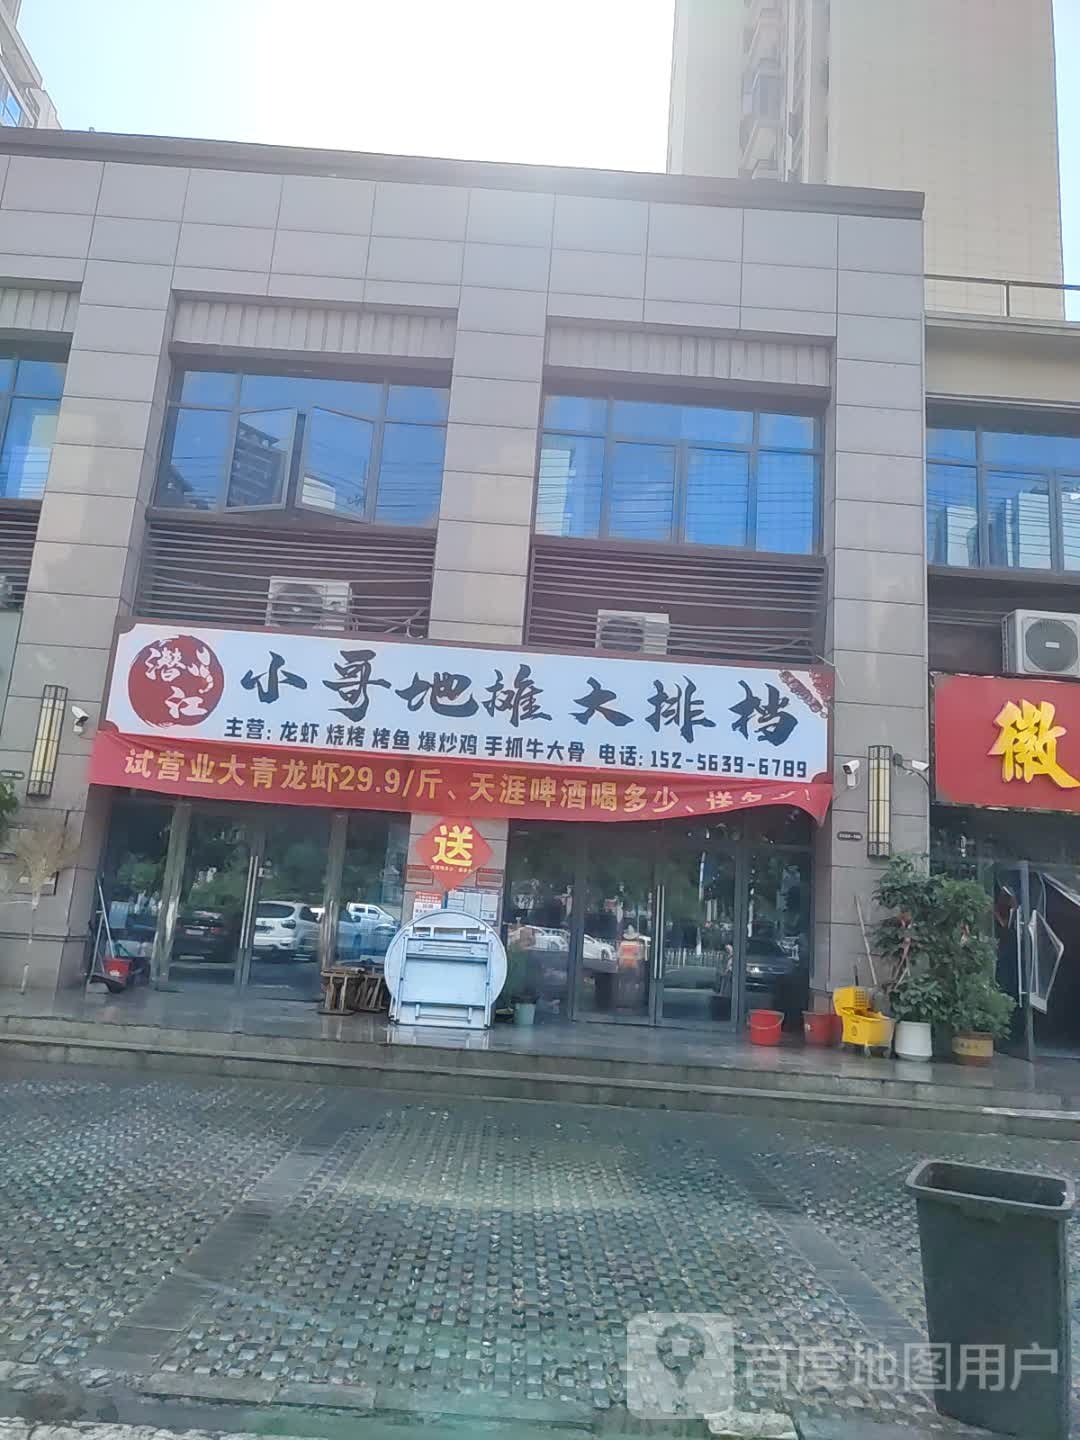 潜江
小哥地摊大排档
主营: 龙虾 烧烤 烤鱼 爆炒鸡 手抓牛大骨 电话: 152-5639-6789
试营业大青龙虾29.9/斤、天涯啤酒喝多少、送多少!
送
徽
百度地图用户